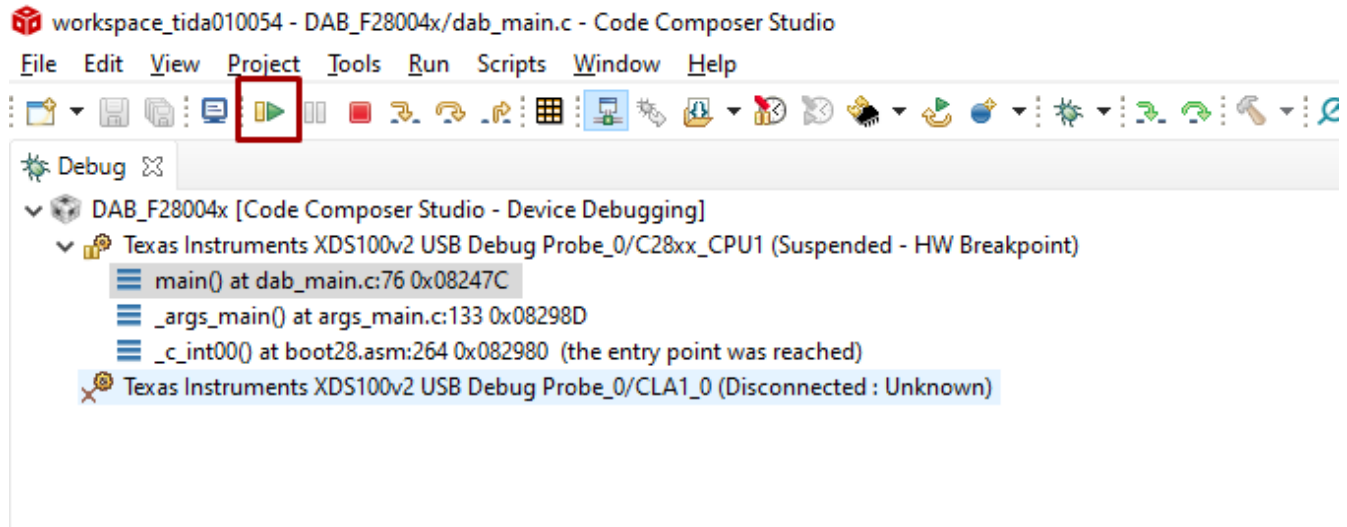 workspace_tida010054 - DAB_F28004x/dab_main.c - Code Composer Studio
File Edit View Project Tools Run Scripts Window Help
Debug
DAB_F28004x [Code Composer Studio - Device Debugging]
Texas Instruments XDS100v2 USB Debug Probe_0/C28xx_CPU1 (Suspended - HW Breakpoint)
main() at dab_main.c:76 0x08247C
_args_main() at args_main.c:133 0x08298D
_c_int00() at boot28.asm:264 0x082980 (the entry point was reached)
Texas Instruments XDS100v2 USB Debug Probe_0/CLA1_0 (Disconnected : Unknown)